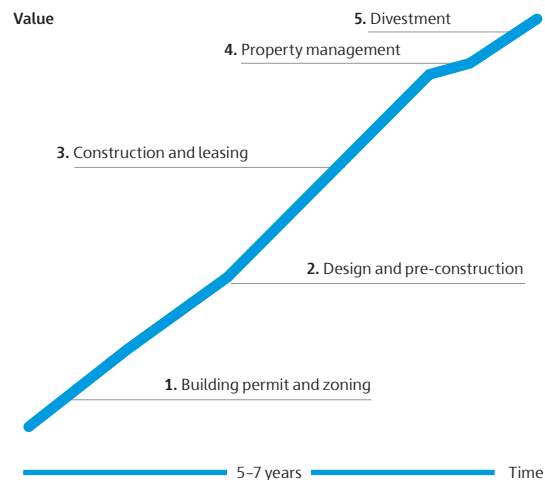 Value
5. Divestment
4. Property management
3. Construction and leasing
2. Design and pre-construction
1. Building permit and zoning
5–7 years
Time